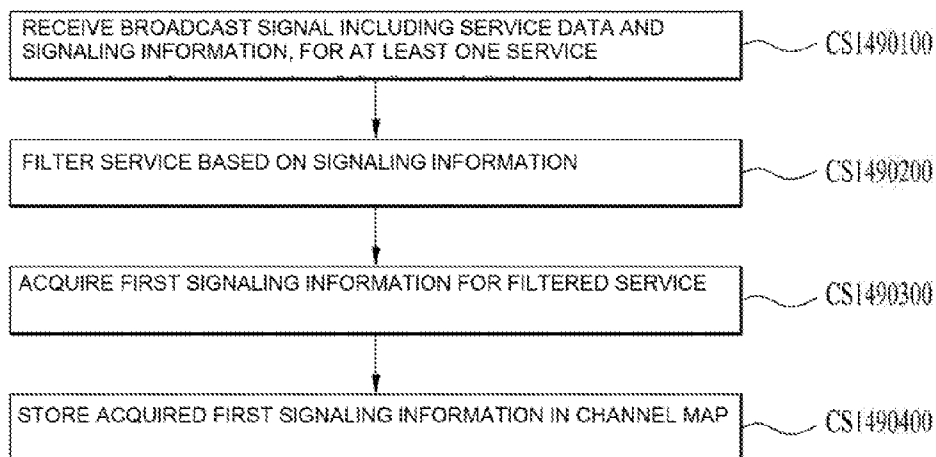 RECEIVE BROADCAST SIGNAL INCLUDING SERVICE DATA AND
SIGNALING INFORMATION, FOR AT LEAST ONE SERVICE
CS1490100
FILTER SERVICE BASED ON SIGNALING INFORMATION
CS1490200
ACQUIRE FIRST SIGNALING INFORMATION FOR FILTERED SERVICE
CS1490300
STORE ACQUIRED FIRST SIGNALING INFORMATION IN CHANNEL MAP
CS1490400